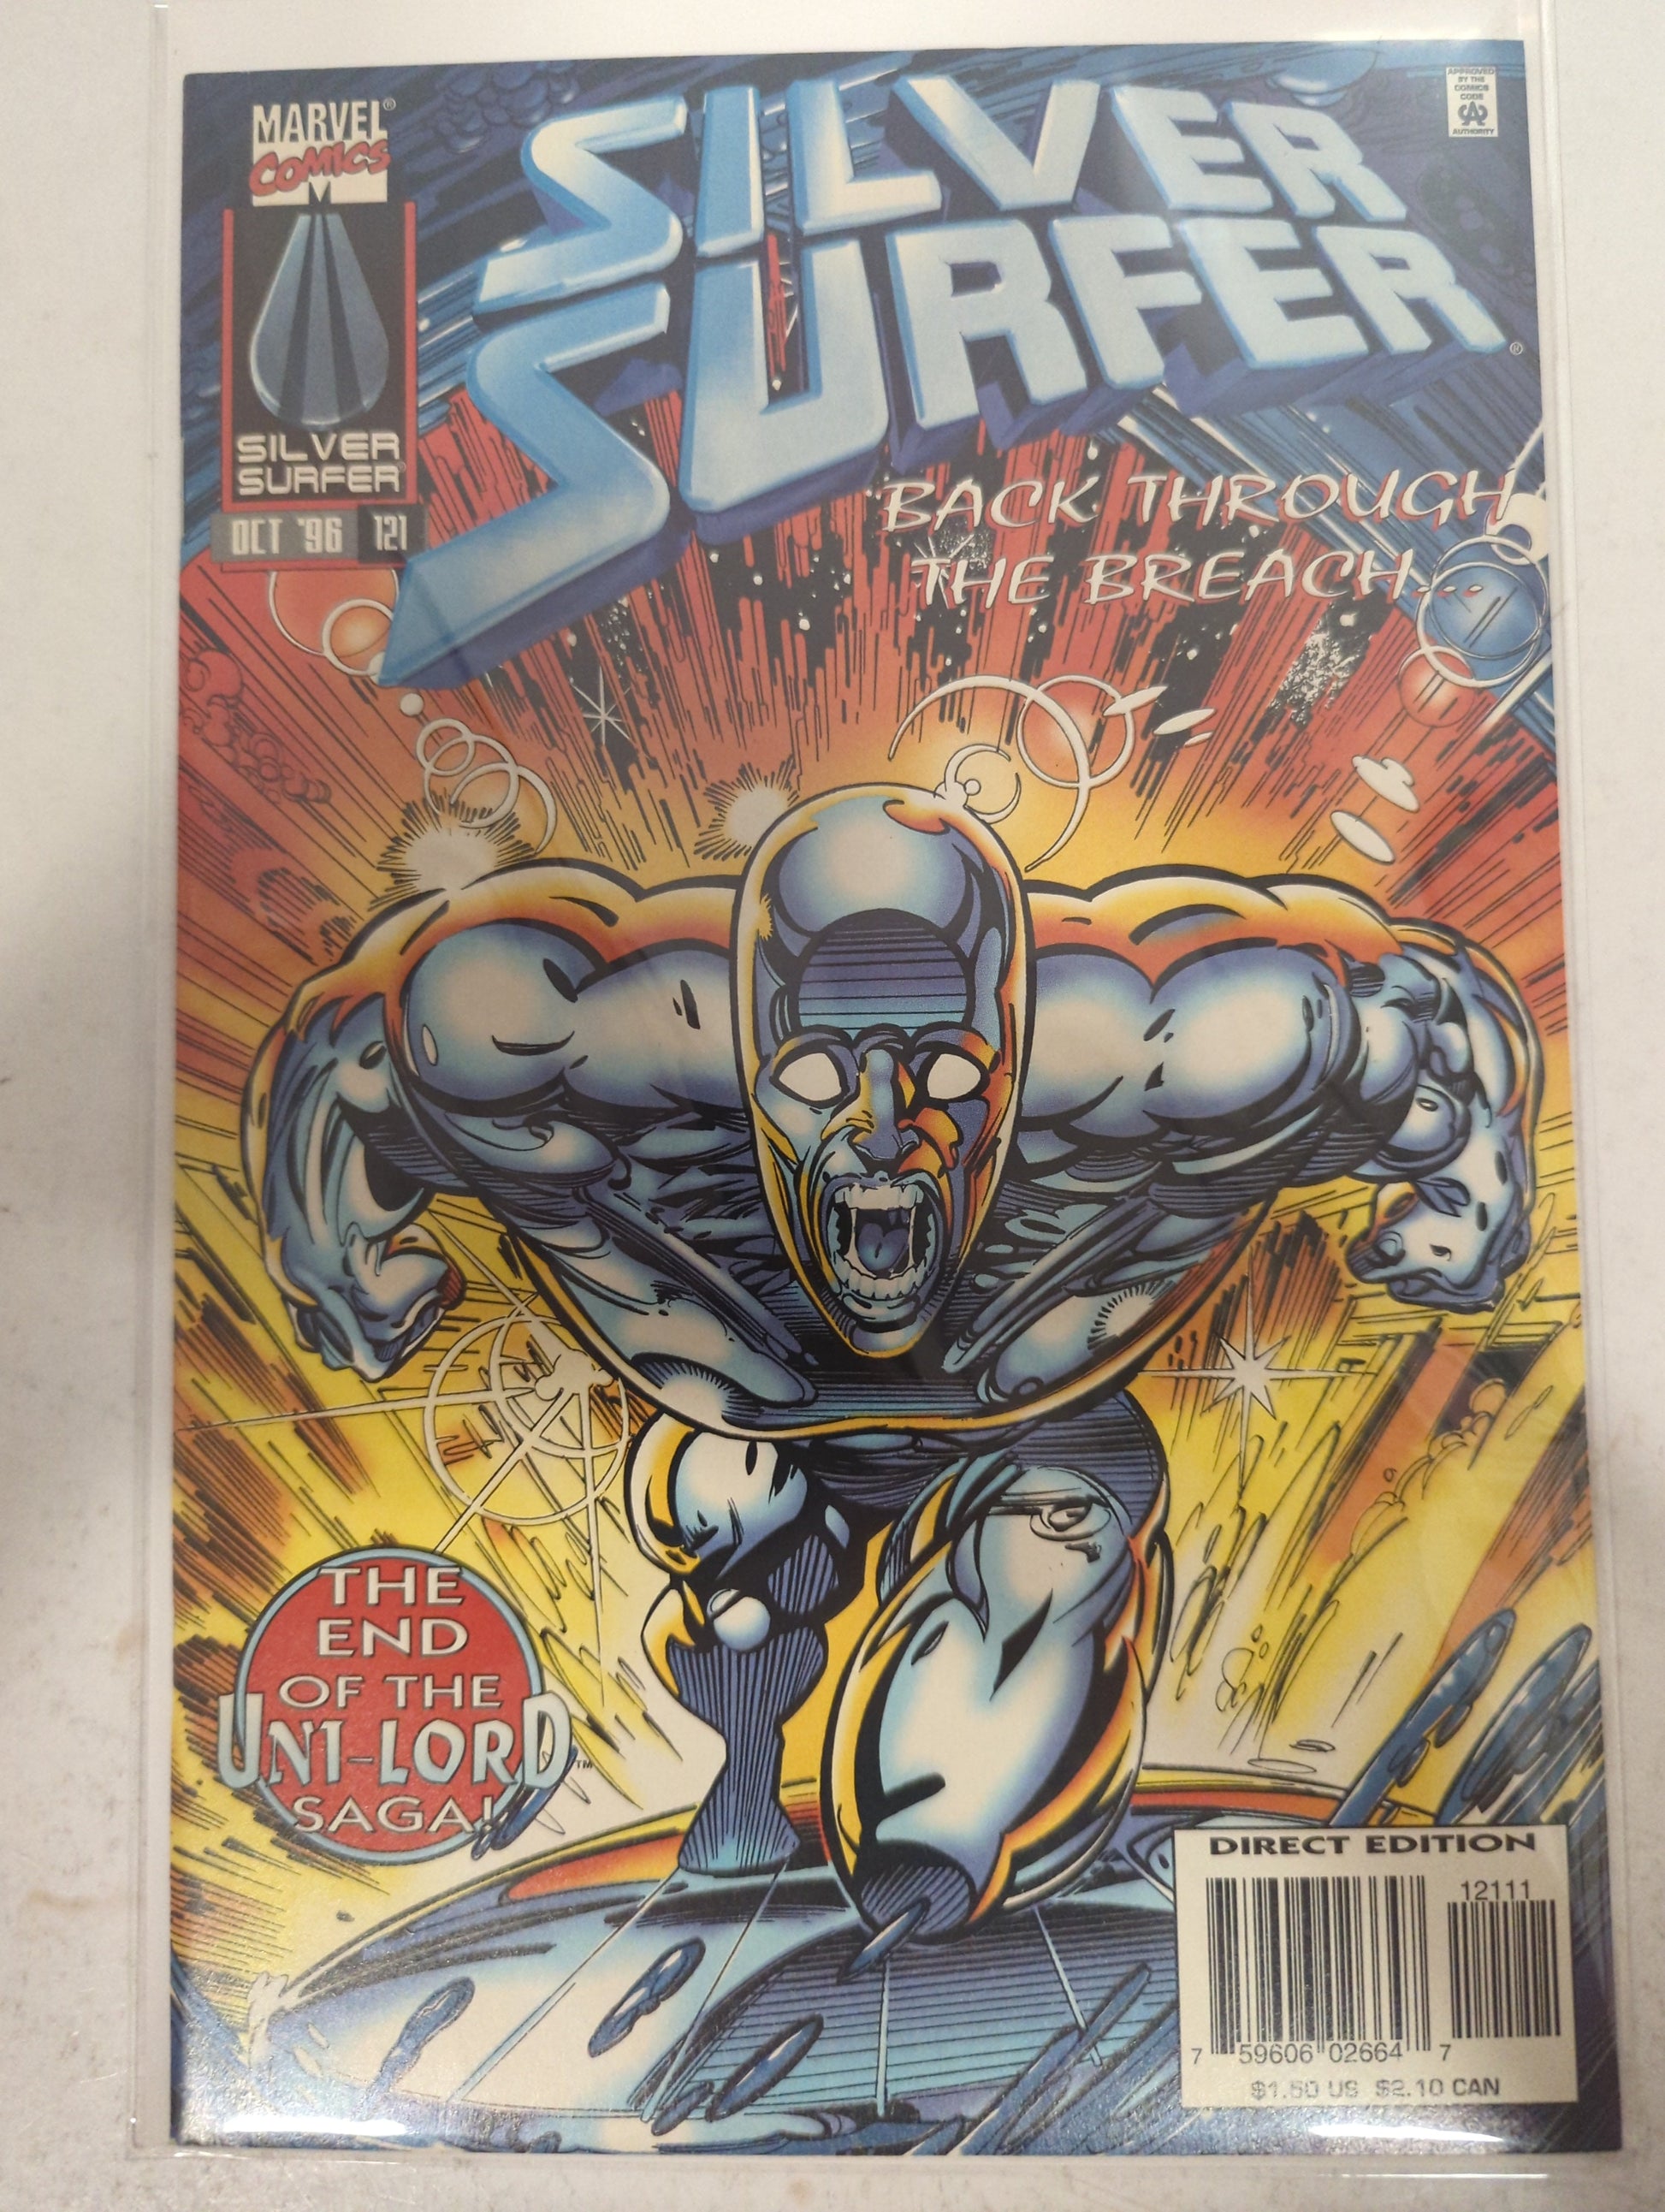 MARVEL®
COMICS
SILVER
SURFER®
OCT '96 121
SILVER
SURFER®
APPROVED
BY THE
COMICS
CODE
AUTHORITY
BACK THROUGH
THE BREACH...
THE
END
OF THE
UNI-LORD™
SAGA!
DIRECT EDITION
12111
7 59606 02664 7
$1.50 US $2.10 CAN